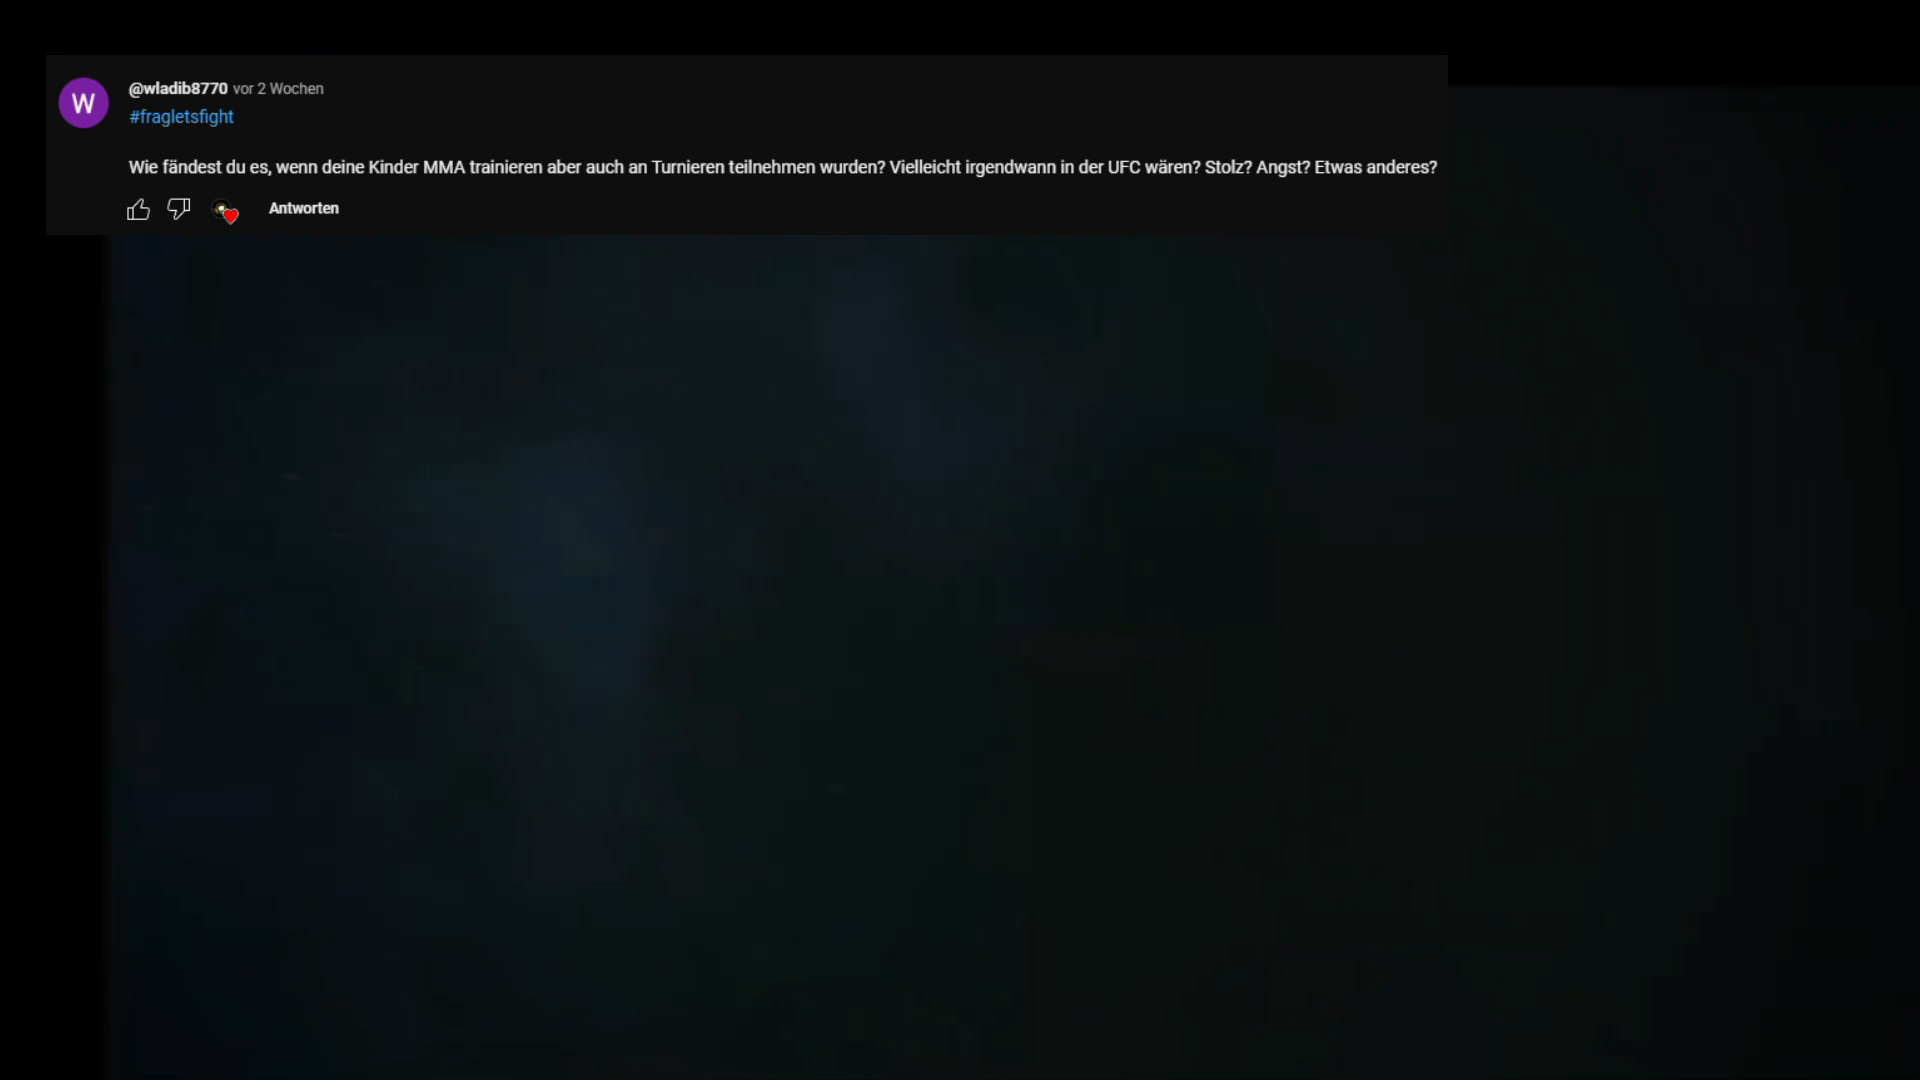 W
@wladib8770 vor 2 Wochen
#fragletsfight
Wie fändest du es, wenn deine Kinder MMA trainieren aber auch an Turnieren teilnehmen wurden? Vielleicht irgendwann in der UFC wären? Stolz? Angst? Etwas anderes?
Antworten